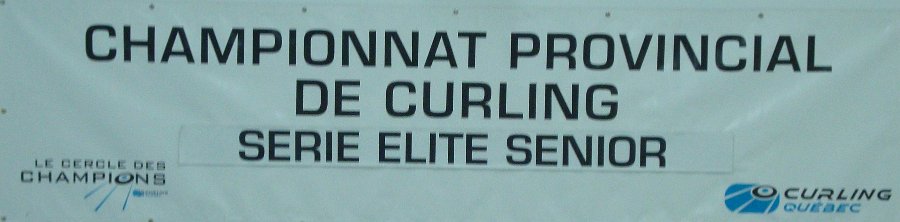 CHAMPIONNAT PROVINCIAL
DE CURLING
SERIE ELITE SENIOR
LE CERCLE DES
CHAMPIONS
CURLING
QUÉBEC